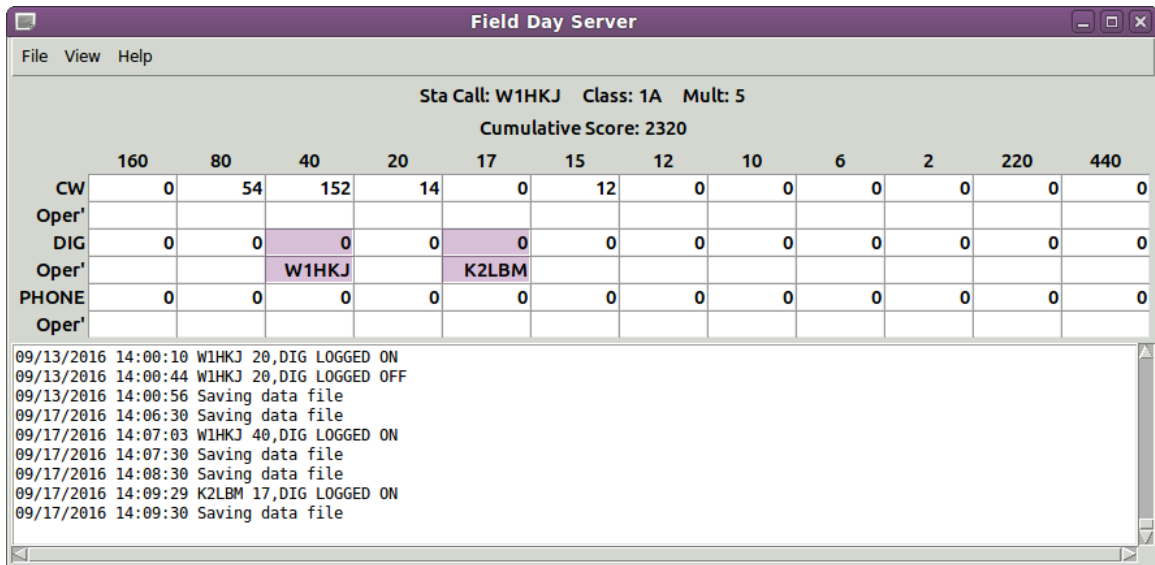 Field Day Server
File View Help
Sta Call: W1HKJ Class: 1A Mult: 5
Cumulative Score: 2320
160 80 40 20 17 15 12 10 6 2 220 440
CW 0 54 152 14 0 12 0 0 0 0 0 0
Oper'
DIG 0 0 0 0 0 0 0 0 0 0 0 0
Oper' W1HKJ K2LBM
PHONE 0 0 0 0 0 0 0 0 0 0 0 0
Oper'
09/13/2016 14:00:10 W1HKJ 20,DIG LOGGED ON
09/13/2016 14:00:44 W1HKJ 20,DIG LOGGED OFF
09/13/2016 14:00:56 Saving data file
09/17/2016 14:06:30 Saving data file
09/17/2016 14:07:03 W1HKJ 40,DIG LOGGED ON
09/17/2016 14:07:30 Saving data file
09/17/2016 14:08:30 Saving data file
09/17/2016 14:09:29 K2LBM 17,DIG LOGGED ON
09/17/2016 14:09:30 Saving data file